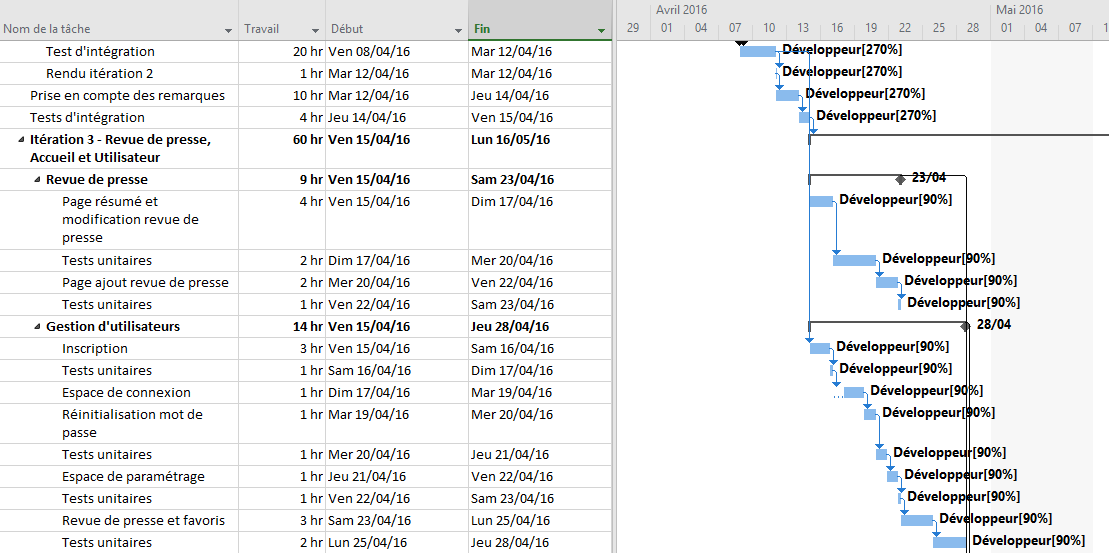 Avril 2016 Mai 2016
Nom de la tâche Travail Début Fin 29 01 04 07 10 13 16 19 22 25 28 01 04 07 1
Test d'intégration 20 hr Ven 08/04/16 Mar 12/04/16 Développeur[270%]
Rendu itération 2 1 hr Mar 12/04/16 Mar 12/04/16 Développeur[270%]
Prise en compte des remarques 10 hr Mar 12/04/16 Jeu 14/04/16 Développeur[270%]
Tests d'intégration 4 hr Jeu 14/04/16 Ven 15/04/16 Développeur[270%]
Itération 3 - Revue de presse, 60 hr Ven 15/04/16 Lun 16/05/16
Accueil et Utilisateur
Revue de presse 9 hr Ven 15/04/16 Sam 23/04/16 23/04
Page résumé et 4 hr Ven 15/04/16 Dim 17/04/16 Développeur[90%]
modification revue de
presse
Tests unitaires 2 hr Dim 17/04/16 Mer 20/04/16 Développeur[90%]
Page ajout revue de presse 2 hr Mer 20/04/16 Ven 22/04/16 Développeur[90%]
Tests unitaires 1 hr Ven 22/04/16 Sam 23/04/16 Développeur[90%]
Gestion d'utilisateurs 14 hr Ven 15/04/16 Jeu 28/04/16 28/04
Inscription 3 hr Ven 15/04/16 Sam 16/04/16 Développeur[90%]
Tests unitaires 1 hr Sam 16/04/16 Dim 17/04/16 Développeur[90%]
Espace de connexion 1 hr Dim 17/04/16 Mar 19/04/16 Développeur[90%]
Réinitialisation mot de 1 hr Mar 19/04/16 Mer 20/04/16 Développeur[90%]
passe
Tests unitaires 1 hr Mer 20/04/16 Jeu 21/04/16 Développeur[90%]
Espace de paramétrage 1 hr Jeu 21/04/16 Ven 22/04/16 Développeur[90%]
Tests unitaires 1 hr Ven 22/04/16 Sam 23/04/16 Développeur[90%]
Revue de presse et favoris 3 hr Sam 23/04/16 Lun 25/04/16 Développeur[90%]
Tests unitaires 2 hr Lun 25/04/16 Jeu 28/04/16 Développeur[90%]